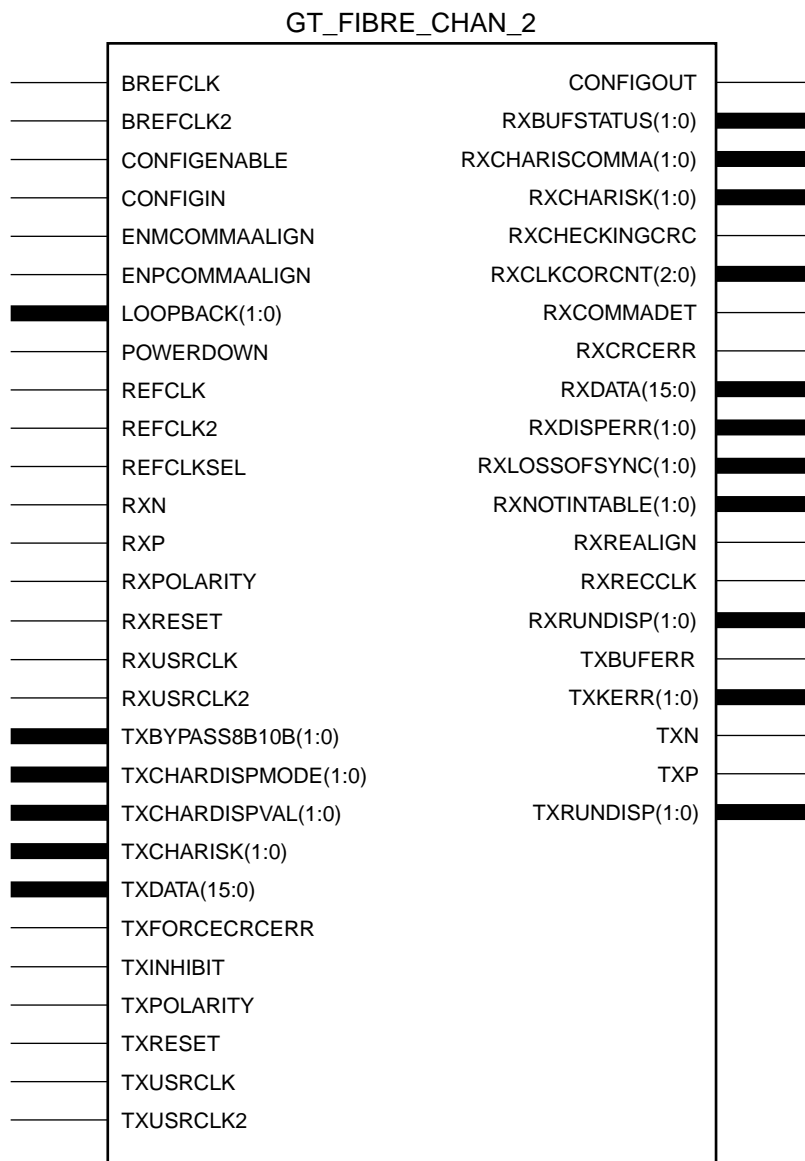 GT_FIBRE_CHAN_2
BREFCLK
BREFCLK2
CONFIGENABLE
CONFIGIN
ENMCOMMAALIGN
ENPCOMMAALIGN
LOOPBACK(1:0)
POWERDOWN
REFCLK
REFCLK2
REFCLKSEL
RXN
RXP
RXPOLARITY
RXRESET
RXUSRCLK
RXUSRCLK2
TXBYPASS8B10B(1:0)
TXCHARDISPMODE(1:0)
TXCHARDISPVAL(1:0)
TXCHARISK(1:0)
TXDATA(15:0)
TXFORCECRCERR
TXINHIBIT
TXPOLARITY
TXRESET
TXUSRCLK
TXUSRCLK2
CONFIGOUT
RXBUFSTATUS(1:0)
RXCHARISCOMMA(1:0)
RXCHARISK(1:0)
RXCHECKINGCRC
RXCLKCORCNT(2:0)
RXCOMMADET
RXCRCERR
RXDATA(15:0)
RXDISPERR(1:0)
RXLOSSOFSYNC(1:0)
RXNOTINTABLE(1:0)
RXREALIGN
RXRECCLK
RXRUNDISP(1:0)
TXBUFERR
TXKERR(1:0)
TXN
TXP
TXRUNDISP(1:0)